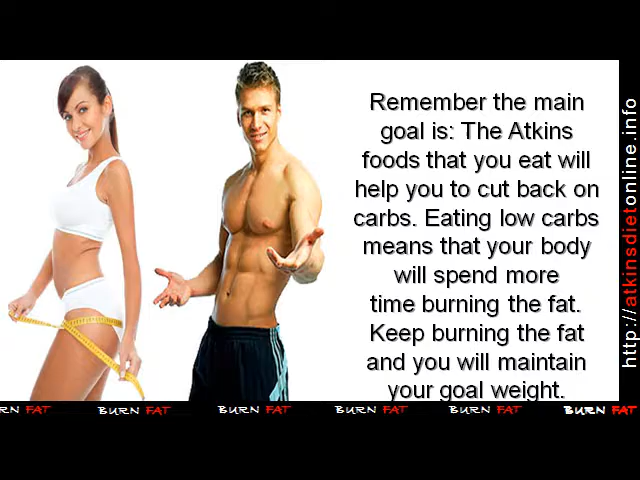 Remember the main
goal is: The Atkins
foods that you eat will
help you to cut back on
carbs. Eating low carbs
means that your body
will spend more
time burning the fat.
Keep burning the fat
and you will maintain
your goal weight.
http://atkinsdietonline.info
RN FAT BURN FAT BURN FAT BURN FAT BURN FAT BURN FAT